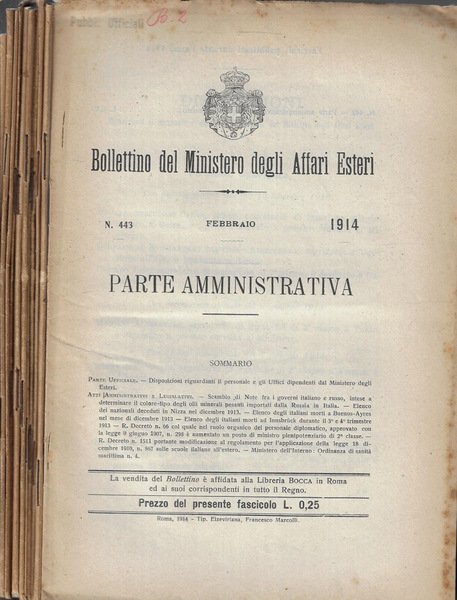 Pubbl. Ufficiali
B.2
Bollettino del Ministero degli Affari Esteri
N. 443 FEBBRAIO 1914
PARTE AMMINISTRATIVA
SOMMARIO
PARTE UFFICIALE. — Disposizioni riguardanti il personale e gli Uffici dipendenti dal Ministero degli
Esteri.
ATTI AMMINISTRATIVI E LEGISLATIVI. — Scambio di Note fra i governi italiano e russo, intese a
determinare il colore-tipo degli olii minerali pesanti importati dalla Russia in Italia. — Elenco
dei nazionali deceduti in Nizza nel dicembre 1913. — Elenco degli italiani morti a Buenos-Ayres
nel mese di dicembre 1913 — Elenco degli italiani morti ad Innsbrück durante il 3° e 4° trimestre
1913 — R. Decreto n. 66 col quale nel ruolo organico del personale diplomatico, approvato con
la legge 9 giugno 1907, n. 298 è aumentato un posto di ministro plenipotenziario di 2ª classe. —
R. Decreto n. 1511 portante modificazione al regolamento per l'applicazione della legge 18 di-
cembre 1910, n. 867 sulle scuole italiane all'estero. — Ministero dell'Interno: Ordinanza di sanità
marittima n. 4.
La vendita del Bollettino è affidata alla Libreria BOCCA in Roma
ed ai suoi corrispondenti in tutto il Regno.
Prezzo del presente fascicolo L. 0,25
Roma, 1914 - Tip. Elzeviriana, Francesco Marcolli.